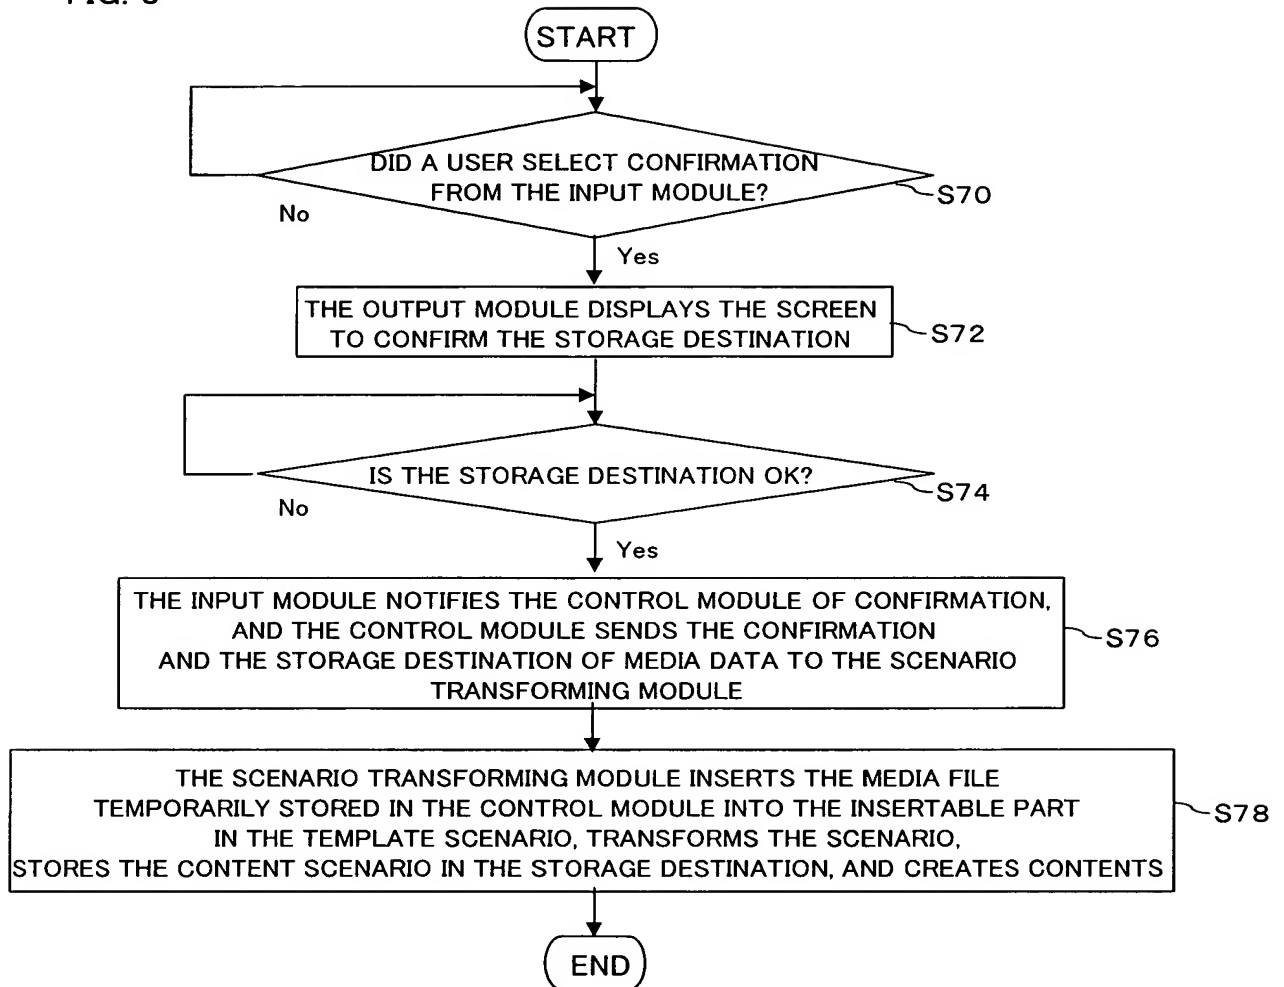 START
DID A USER SELECT CONFIRMATION
FROM THE INPUT MODULE?
S70
No
Yes
THE OUTPUT MODULE DISPLAYS THE SCREEN
TO CONFIRM THE STORAGE DESTINATION
S72
IS THE STORAGE DESTINATION OK?
S74
No
Yes
THE INPUT MODULE NOTIFIES THE CONTROL MODULE OF CONFIRMATION,
AND THE CONTROL MODULE SENDS THE CONFIRMATION
AND THE STORAGE DESTINATION OF MEDIA DATA TO THE SCENARIO
TRANSFORMING MODULE
S76
THE SCENARIO TRANSFORMING MODULE INSERTS THE MEDIA FILE
TEMPORARILY STORED IN THE CONTROL MODULE INTO THE INSERTABLE PART
IN THE TEMPLATE SCENARIO, TRANSFORMS THE SCENARIO,
STORES THE CONTENT SCENARIO IN THE STORAGE DESTINATION, AND CREATES CONTENTS
S78
END